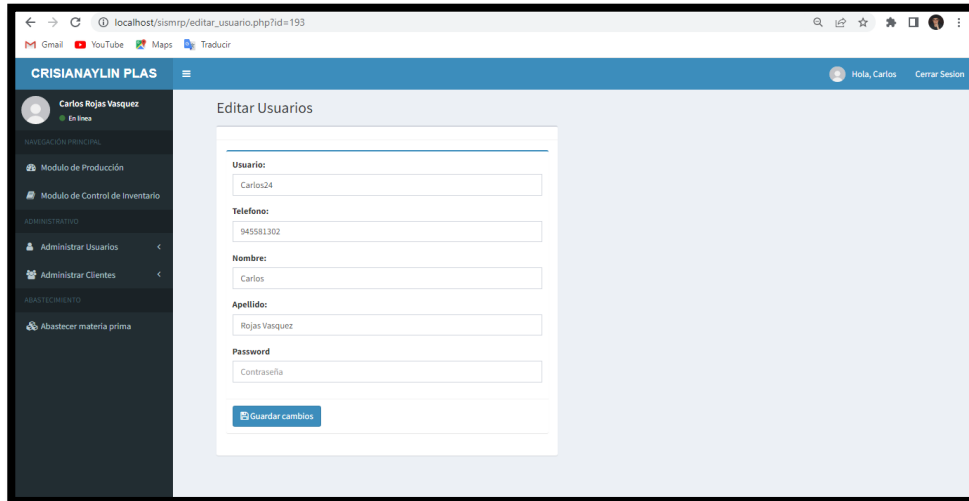 localhost/sismrp/editar_usuario.php?id=193
Gmail YouTube Maps Traducir
CRISIANAYLIN PLAS Hola, Carlos Cerrar Sesion
Carlos Rojas Vasquez
En línea
NAVEGACIÓN PRINCIPAL
Modulo de Producción
Modulo de Control de Inventario
ADMINISTRATIVO
Administrar Usuarios
Administrar Clientes
ABASTECIMIENTO
Abastecer materia prima
Editar Usuarios
Usuario:
Carlos24
Telefono:
945581302
Nombre:
Carlos
Apellido:
Rojas Vasquez
Password
Contraseña
Guardar cambios